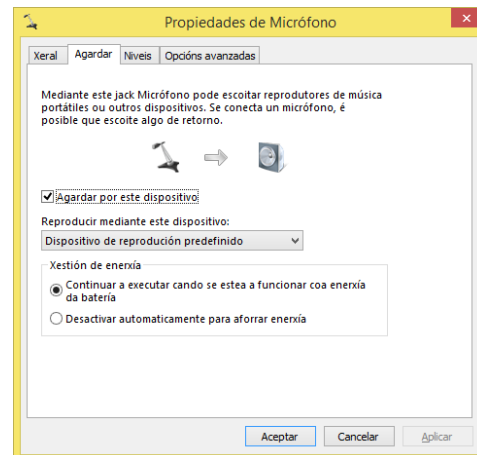 Propiedades de Micrófono
Xeral Agardar Niveis Opcións avanzadas
Mediante este jack Micrófono pode escoitar reprodutores de música
portátiles ou outros dispositivos. Se conecta un micrófono, é
posible que escoite algo de retorno.
Agardar por este dispositivo
Reproducir mediante este dispositivo:
Dispositivo de reprodución predefinido
Xestión de enerxía
Continuar a executar cando se estea a funcionar coa enerxía
da batería
Desactivar automaticamente para aforrar enerxía
Aceptar Cancelar Aplicar